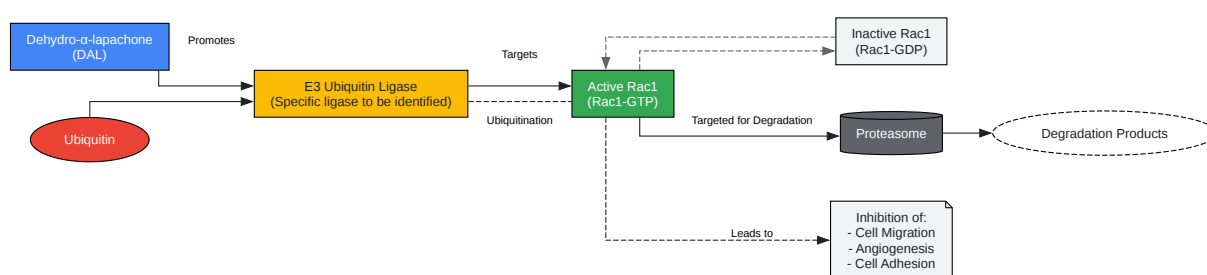 Dehydro-α-lapachone
(DAL)
Promotes
Ubiquitin
E3 Ubiquitin Ligase
(Specific ligase to be identified)
Targets
Ubiquitination
Active Rac1
(Rac1-GTP)
Inactive Rac1
(Rac1-GDP)
Targeted for Degradation
Proteasome
Degradation Products
Leads to
Inhibition of:
- Cell Migration
- Angiogenesis
- Cell Adhesion